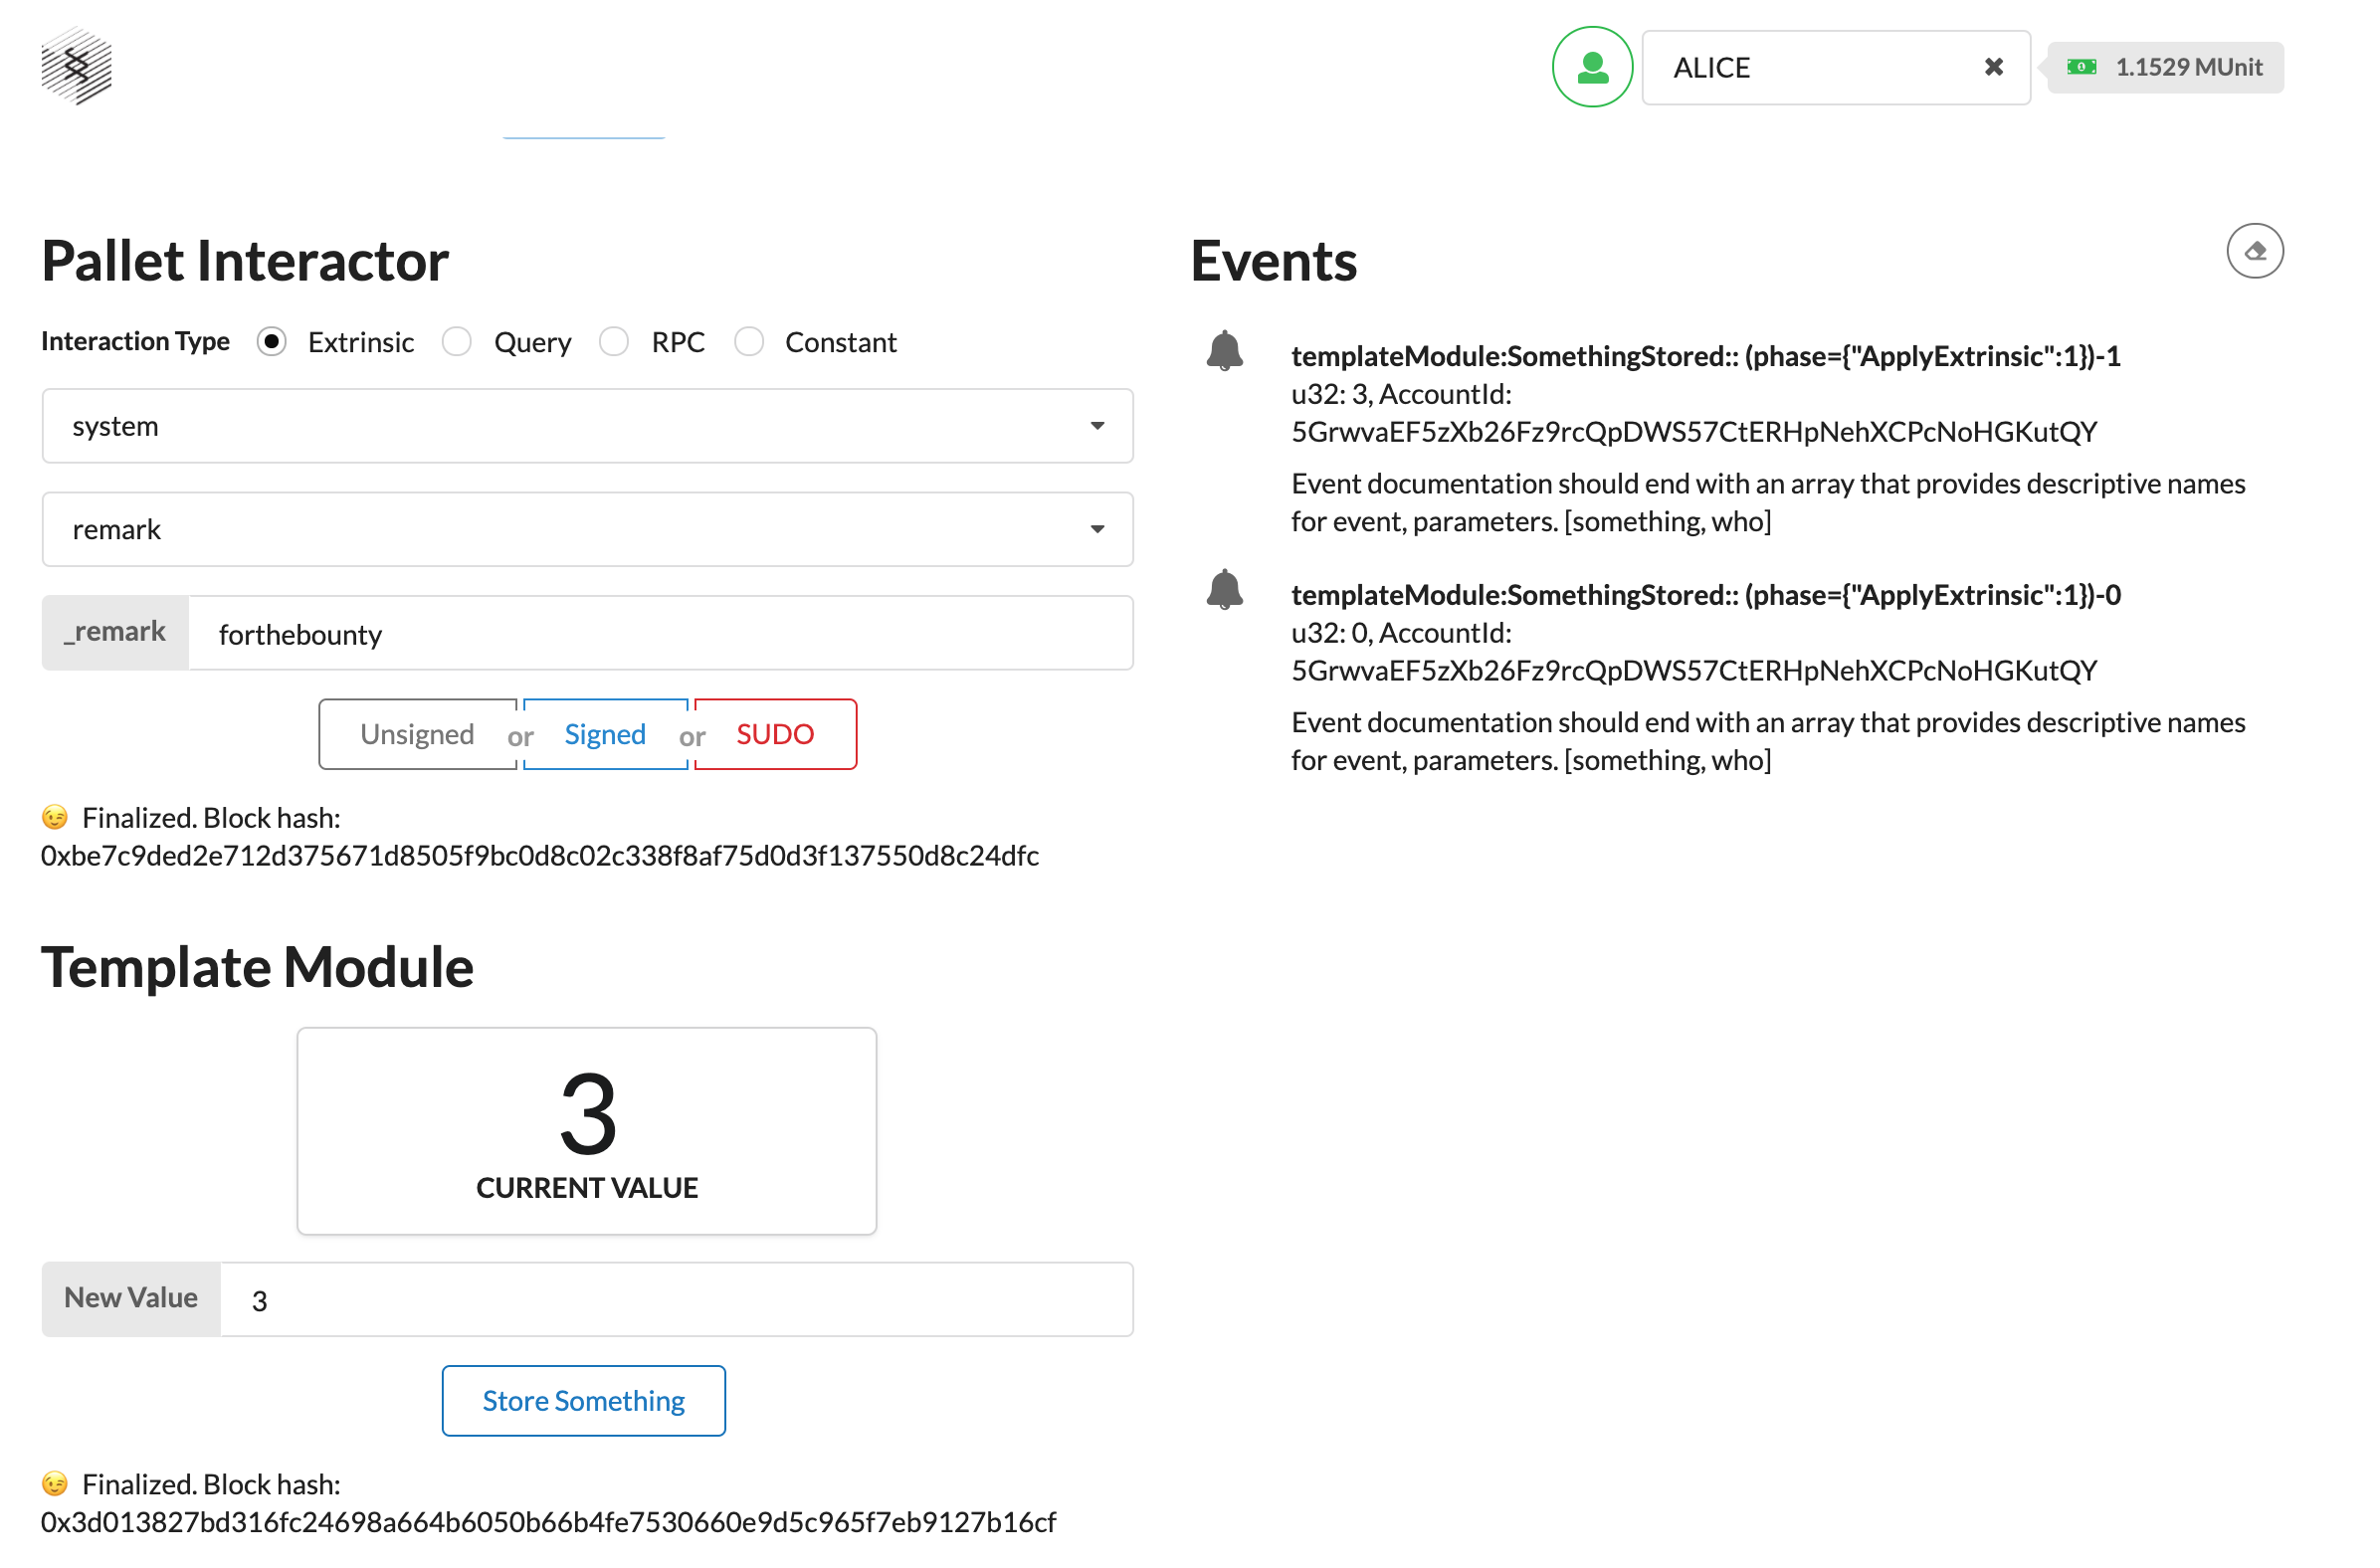 ALICE
1.1529 MUnit
Pallet Interactor
Interaction Type Extrinsic Query RPC Constant
system
remark
_remark forthebounty
Unsigned or Signed or SUDO
Finalized. Block hash:
0xbe7c9ded2e712d375671d8505f9bc0d8c02c338f8af75d0d3f137550d8c24dfc
Template Module
3
CURRENT VALUE
New Value 3
Store Something
Finalized. Block hash:
0x3d013827bd316fc24698a664b6050b66b4fe7530660e9d5c965f7eb9127b16cf
Events
templateModule:SomethingStored:: (phase={"ApplyExtrinsic":1})-1
u32: 3, AccountId:
5GrwvaEF5zXb26Fz9rcQpDWS57CtERHpNehXCPcNoHGKutQY
Event documentation should end with an array that provides descriptive names
for event, parameters. [something, who]
templateModule:SomethingStored:: (phase={"ApplyExtrinsic":1})-0
u32: 0, AccountId:
5GrwvaEF5zXb26Fz9rcQpDWS57CtERHpNehXCPcNoHGKutQY
Event documentation should end with an array that provides descriptive names
for event, parameters. [something, who]